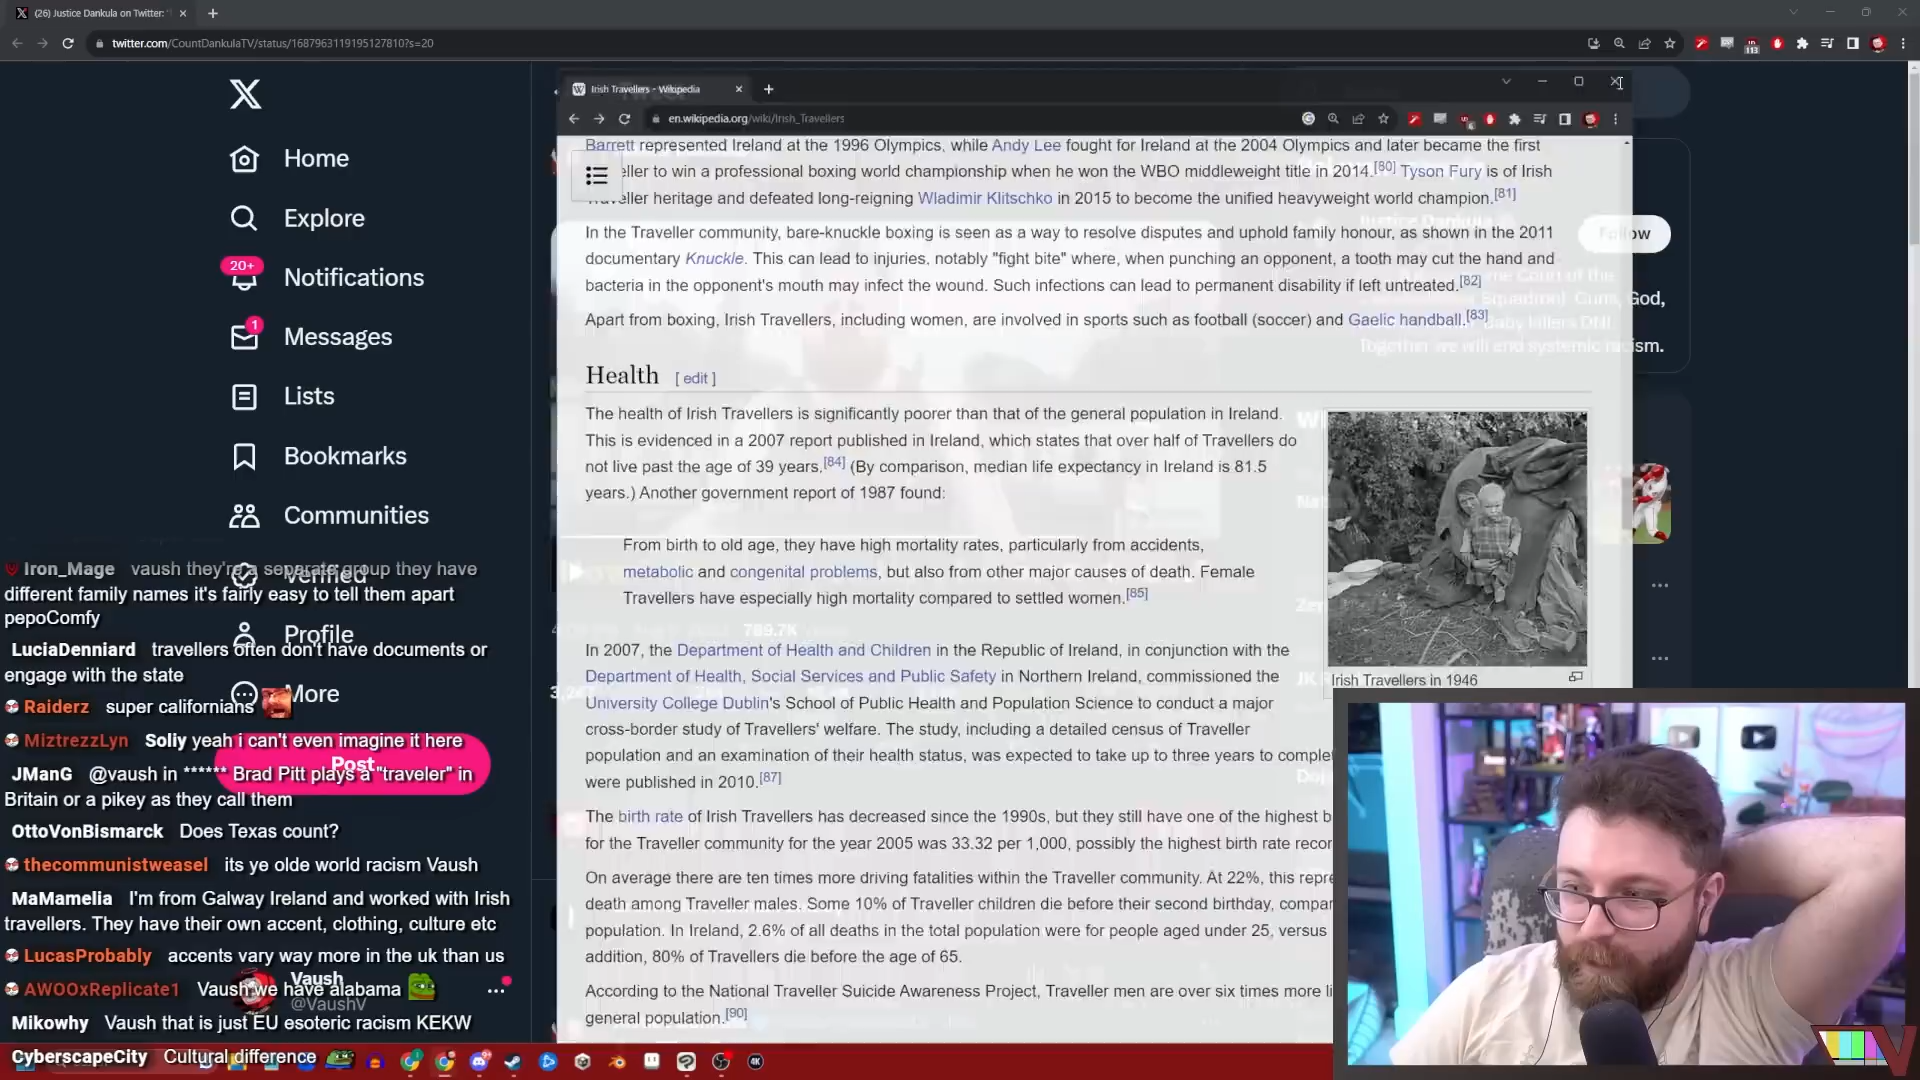 (26) Justice Dankula on Twitter: "
twitter.com/CountDankulaTV/status/1687963119195127810?s=20
113
Home
Explore
20+
Notifications
1
Messages
Lists
Bookmarks
Communities
Verified
Profile
More
Post
Vaush
@VaushV
Irish Travellers - Wikipedia
en.wikipedia.org/wiki/Irish_Travellers
Barrett represented Ireland at the 1996 Olympics, while Andy Lee fought for Ireland at the 2004 Olympics and later became the first
eller to win a professional boxing world championship when he won the WBO middleweight title in 2014.[80] Tyson Fury is of Irish
Traveller heritage and defeated long-reigning Wladimir Klitschko in 2015 to become the unified heavyweight world champion.[81]
In the Traveller community, bare-knuckle boxing is seen as a way to resolve disputes and uphold family honour, as shown in the 2011
documentary Knuckle. This can lead to injuries, notably "fight bite" where, when punching an opponent, a tooth may cut the hand and
bacteria in the opponent's mouth may infect the wound. Such infections can lead to permanent disability if left untreated.[82]
Apart from boxing, Irish Travellers, including women, are involved in sports such as football (soccer) and Gaelic handball.[83]
Health [ edit ]
The health of Irish Travellers is significantly poorer than that of the general population in Ireland.
This is evidenced in a 2007 report published in Ireland, which states that over half of Travellers do
not live past the age of 39 years.[84] (By comparison, median life expectancy in Ireland is 81.5
years.) Another government report of 1987 found:
From birth to old age, they have high mortality rates, particularly from accidents,
metabolic and congenital problems, but also from other major causes of death. Female
Travellers have especially high mortality compared to settled women.[85]
In 2007, the Department of Health and Children in the Republic of Ireland, in conjunction with the
Department of Health, Social Services and Public Safety in Northern Ireland, commissioned the
University College Dublin's School of Public Health and Population Science to conduct a major
cross-border study of Travellers' welfare. The study, including a detailed census of Traveller
population and an examination of their health status, was expected to take up to three years to comple
were published in 2010.[87]
The birth rate of Irish Travellers has decreased since the 1990s, but they still have one of the highest b
for the Traveller community for the year 2005 was 33.32 per 1,000, possibly the highest birth rate recor
On average there are ten times more driving fatalities within the Traveller community. At 22%, this repre
death among Traveller males. Some 10% of Traveller children die before their second birthday, compar
population. In Ireland, 2.6% of all deaths in the total population were for people aged under 25, versus
addition, 80% of Travellers die before the age of 65.
According to the National Traveller Suicide Awareness Project, Traveller men are over six times more li
general population.[90]
Irish Travellers in 1946
Justice Dankula
Follow
God,
Together we will end systemic racism.
789.7K
Iron_Mage vaush they're a separate group they have
different family names it's fairly easy to tell them apart
pepoComfy
LuciaDenniard travellers often don't have documents or
engage with the state
Raiderz super californians
MiztrezzLyn Soliy yeah i can't even imagine it here
JManG @vaush in ****** Brad Pitt plays a "traveler" in
Britain or a pikey as they call them
OttoVonBismarck Does Texas count?
thecommunistweasel its ye olde world racism Vaush
MaMamelia I'm from Galway Ireland and worked with Irish
travellers. They have their own accent, clothing, culture etc
LucasProbably accents vary way more in the uk than us
AWOOxReplicate1 Vaush we have alabama
Mikowhy Vaush that is just EU esoteric racism KEKW
CyberscapeCity Cultural difference
4K